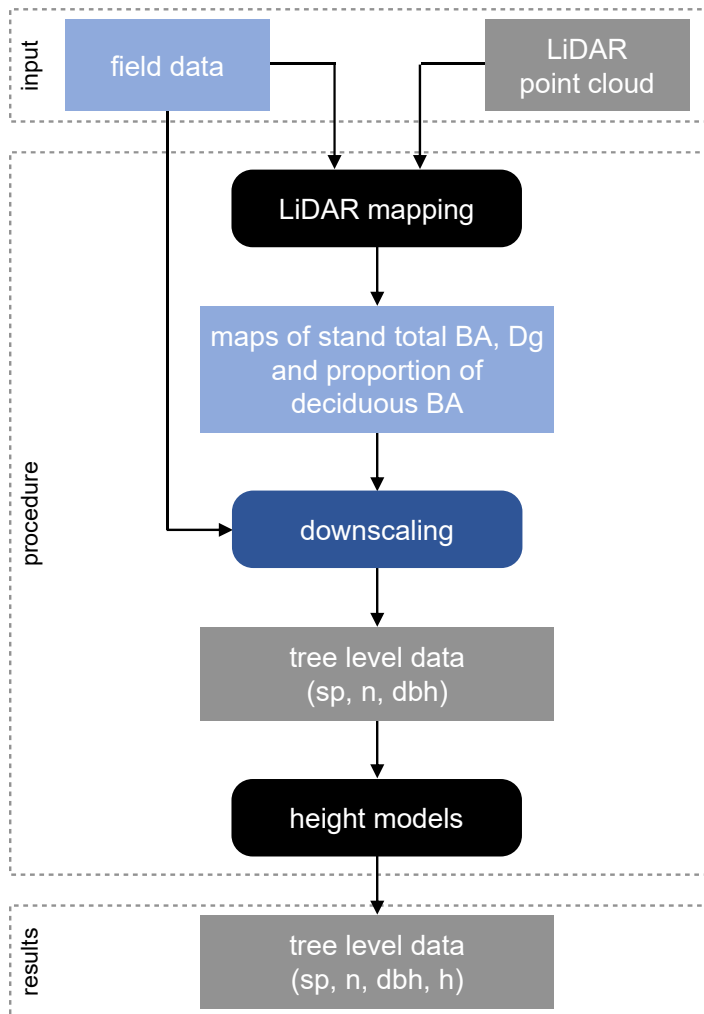 input
field data
LiDAR
point cloud
procedure
LiDAR mapping
maps of stand total BA, Dg
and proportion of
deciduous BA
downscaling
tree level data
(sp, n, dbh)
height models
results
tree level data
(sp, n, dbh, h)